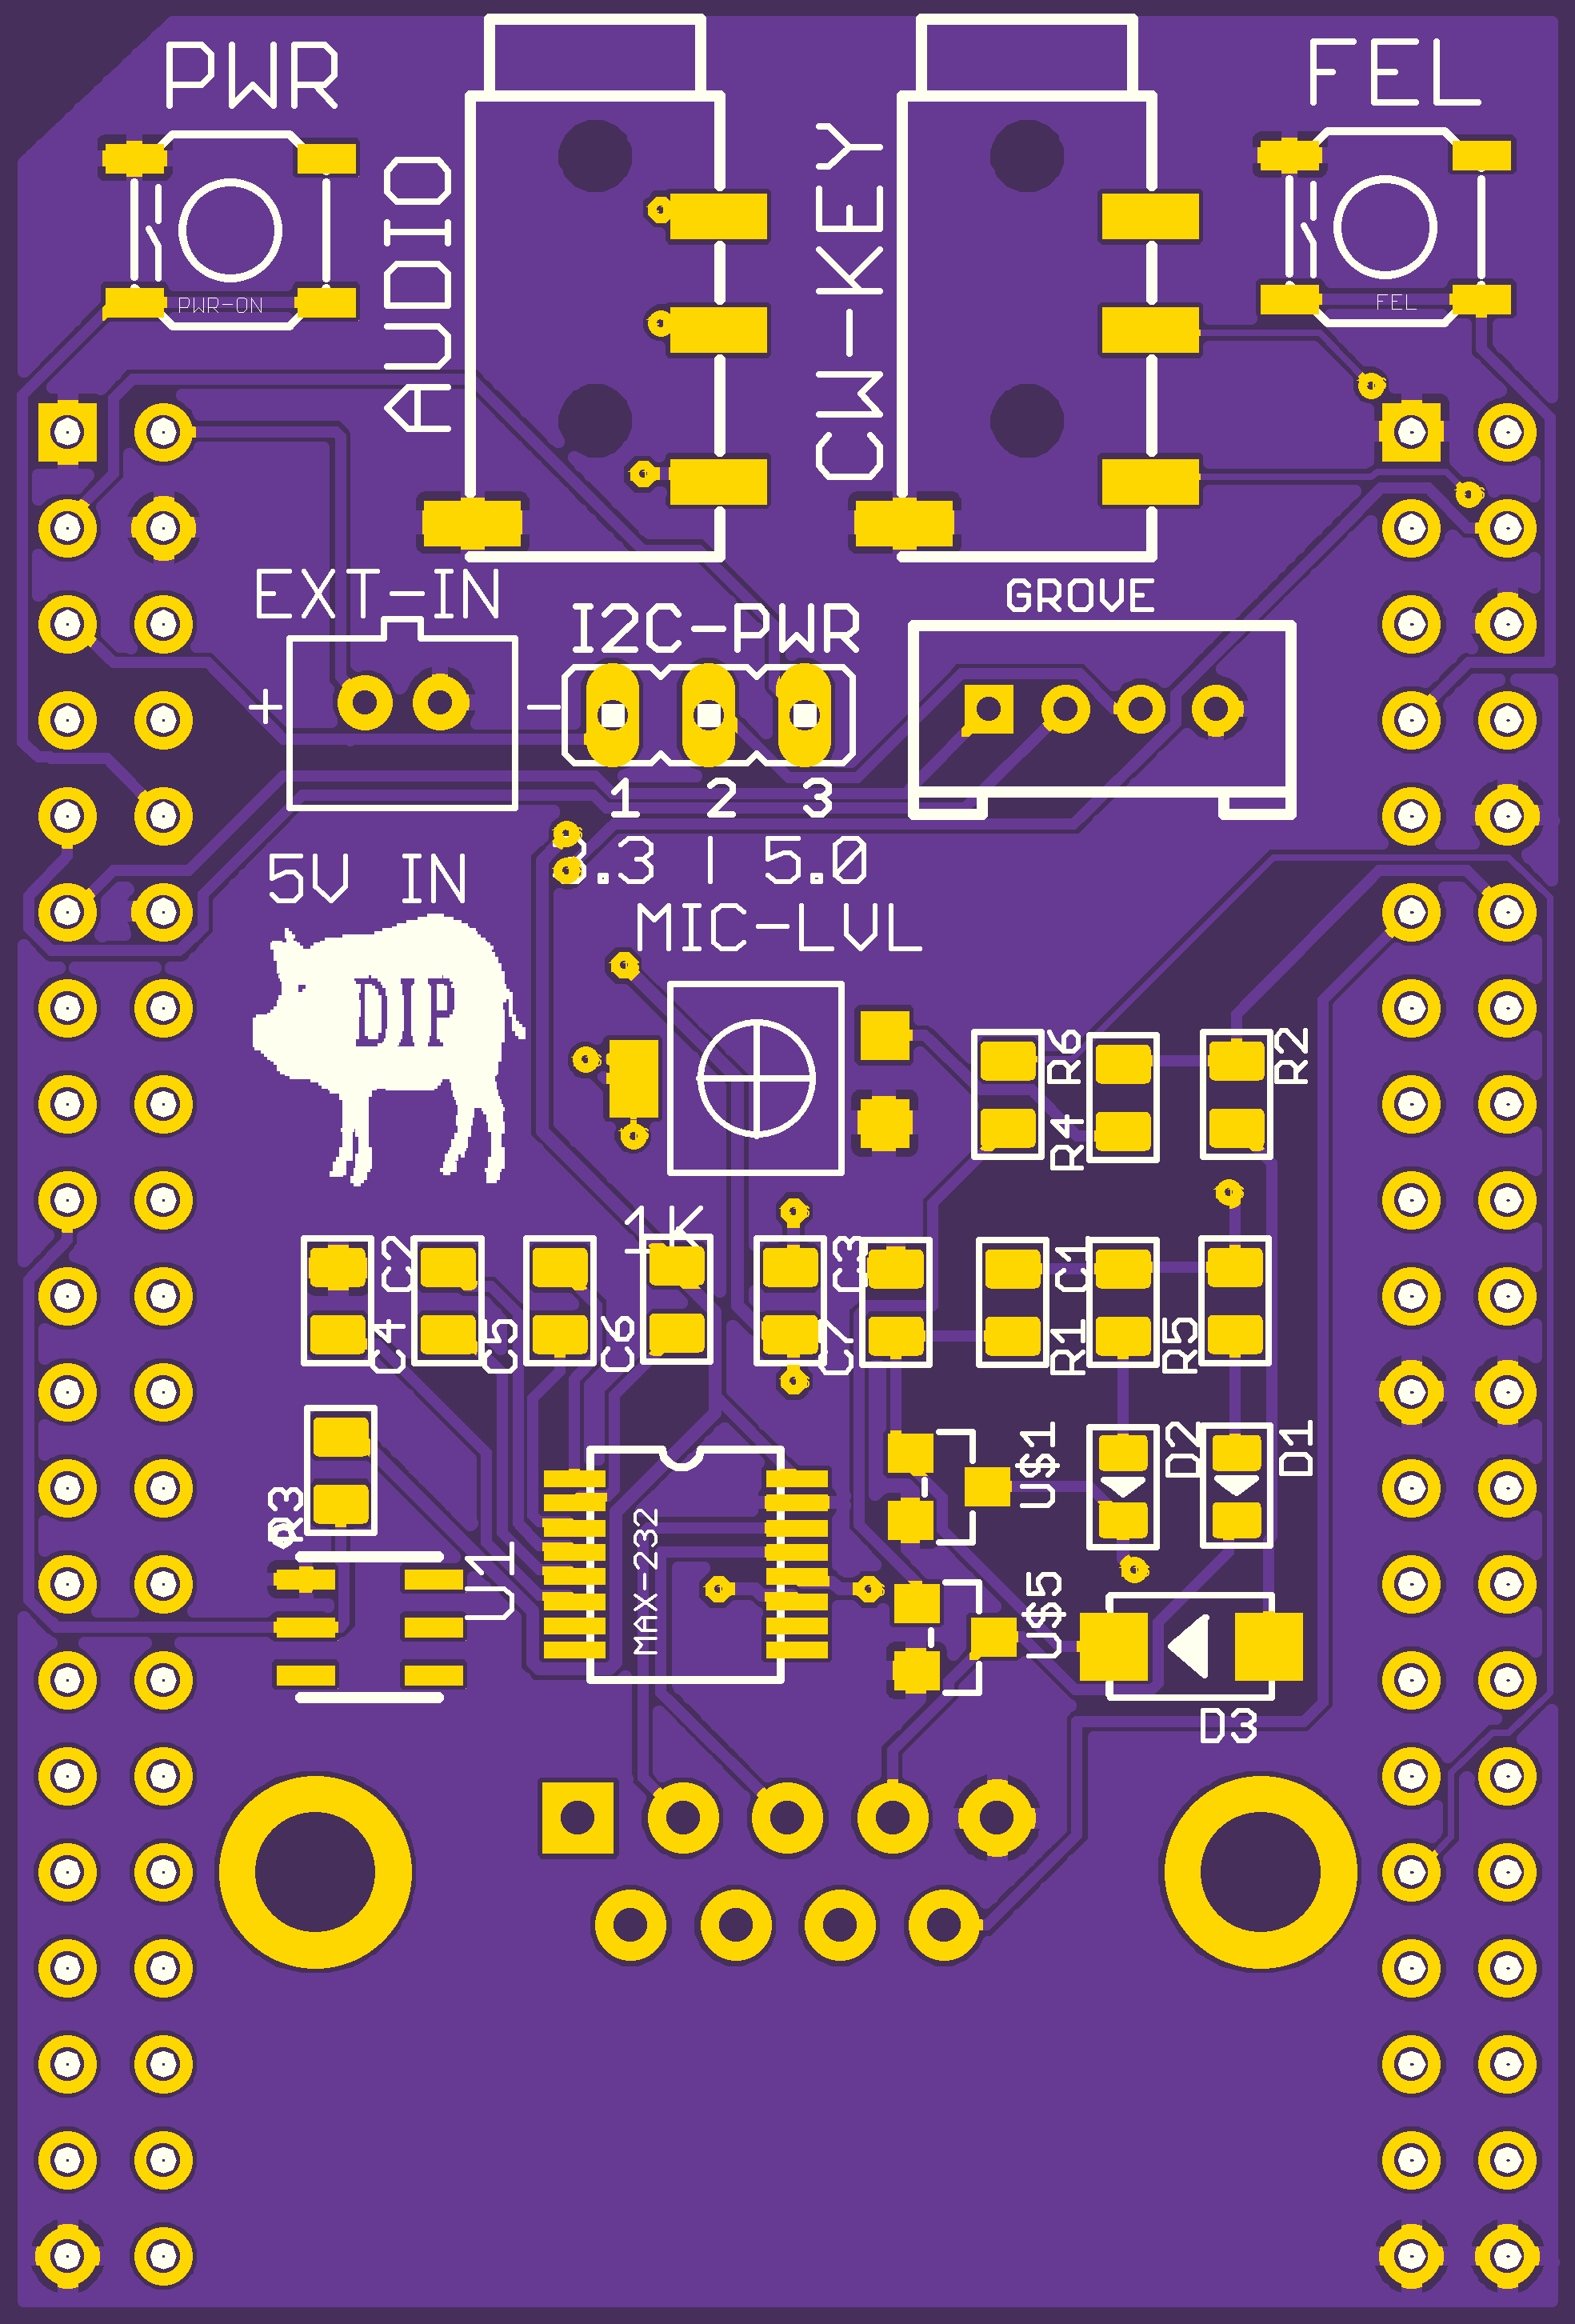 PWR
FEL
AUDIO
CW-KEY
PWR-ON
FEL
EXT-IN
I2C-PWR
GROVE
+
-
1 2 3
3.3 | 5.0
5V IN
MIC-LVL
DIP
R6
R4
R2
1K
C2
C4
C5
C6
C3
C7
C1
R1
R5
R3
U1
MAX-232
U$1
D2
D1
U$5
D3